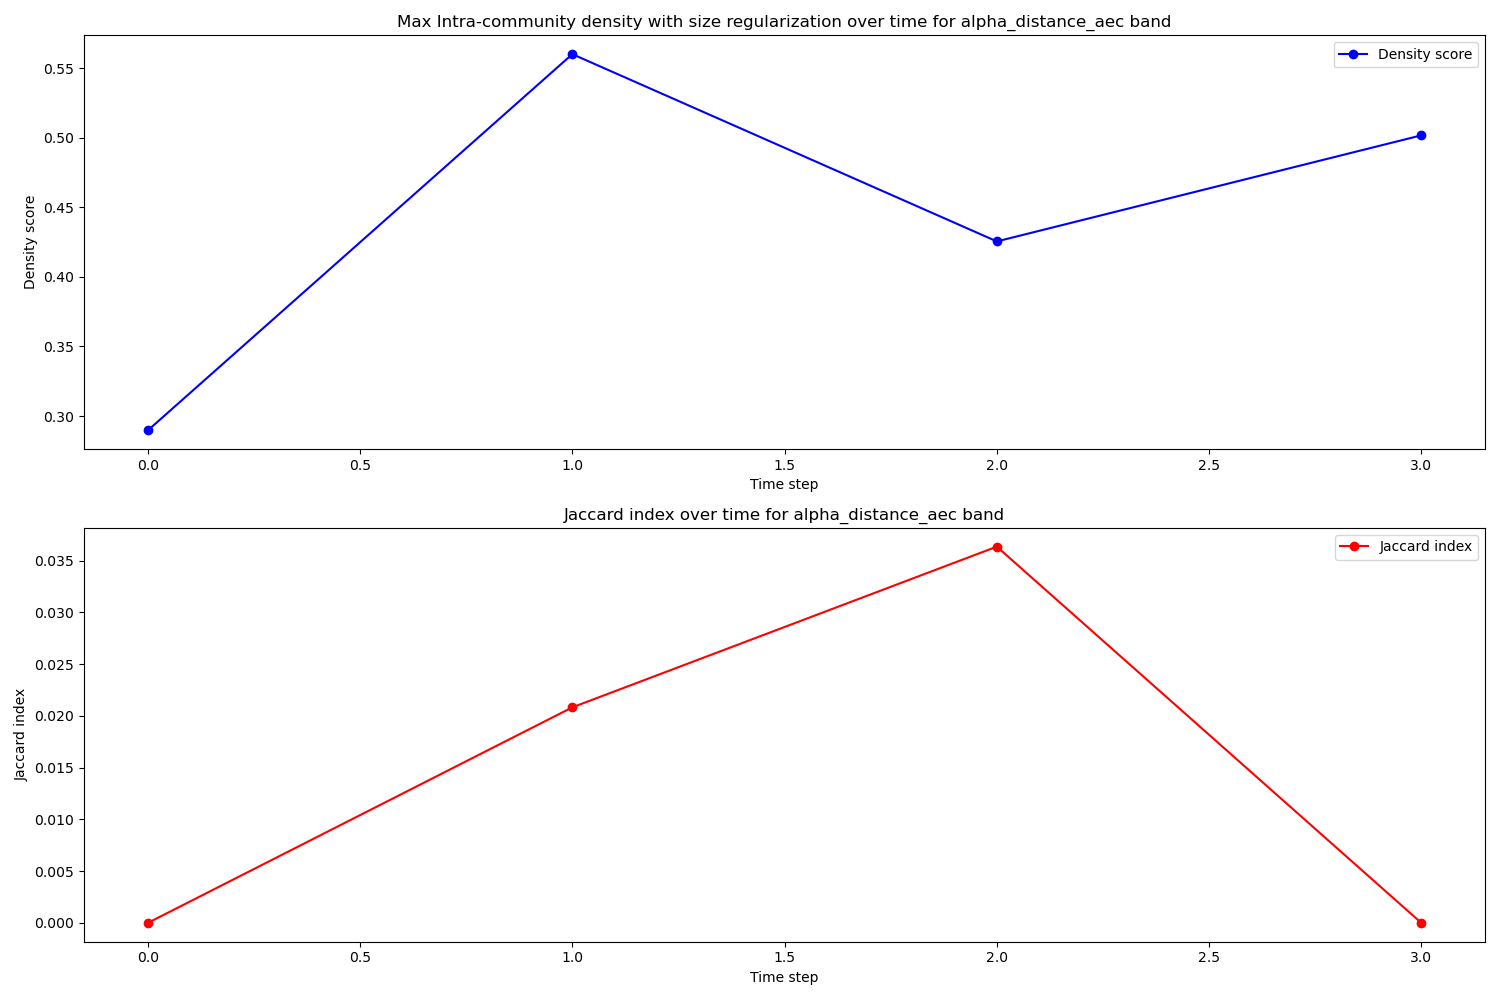 Max Intra-community density with size regularization over time for alpha_distance_aec band
Density score
0.55
0.50
0.45
0.40
0.35
0.30
Density score
0.0 0.5 1.0 1.5 2.0 2.5 3.0
Time step
Jaccard index over time for alpha_distance_aec band
Jaccard index
0.035
0.030
0.025
0.020
0.015
0.010
0.005
0.000
Jaccard index
0.0 0.5 1.0 1.5 2.0 2.5 3.0
Time step